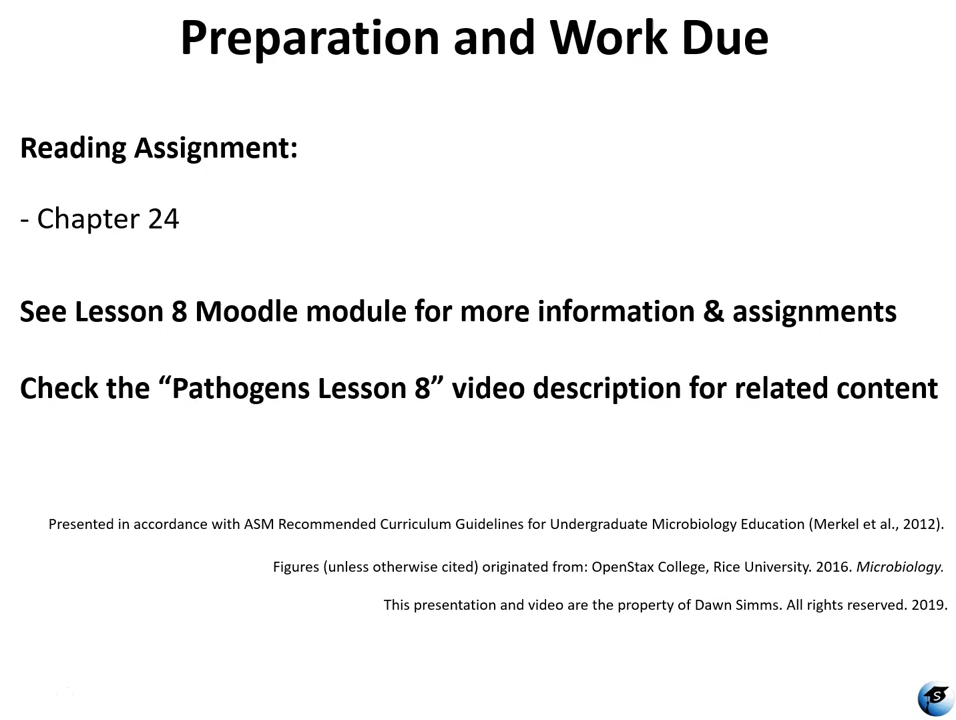 Preparation and Work Due
Reading Assignment:
- Chapter 24
See Lesson 8 Moodle module for more information & assignments
Check the “Pathogens Lesson 8” video description for related content
Presented in accordance with ASM Recommended Curriculum Guidelines for Undergraduate Microbiology Education (Merkel et al., 2012).
Figures (unless otherwise cited) originated from: OpenStax College, Rice University. 2016. Microbiology.
This presentation and video are the property of Dawn Simms. All rights reserved. 2019.
S